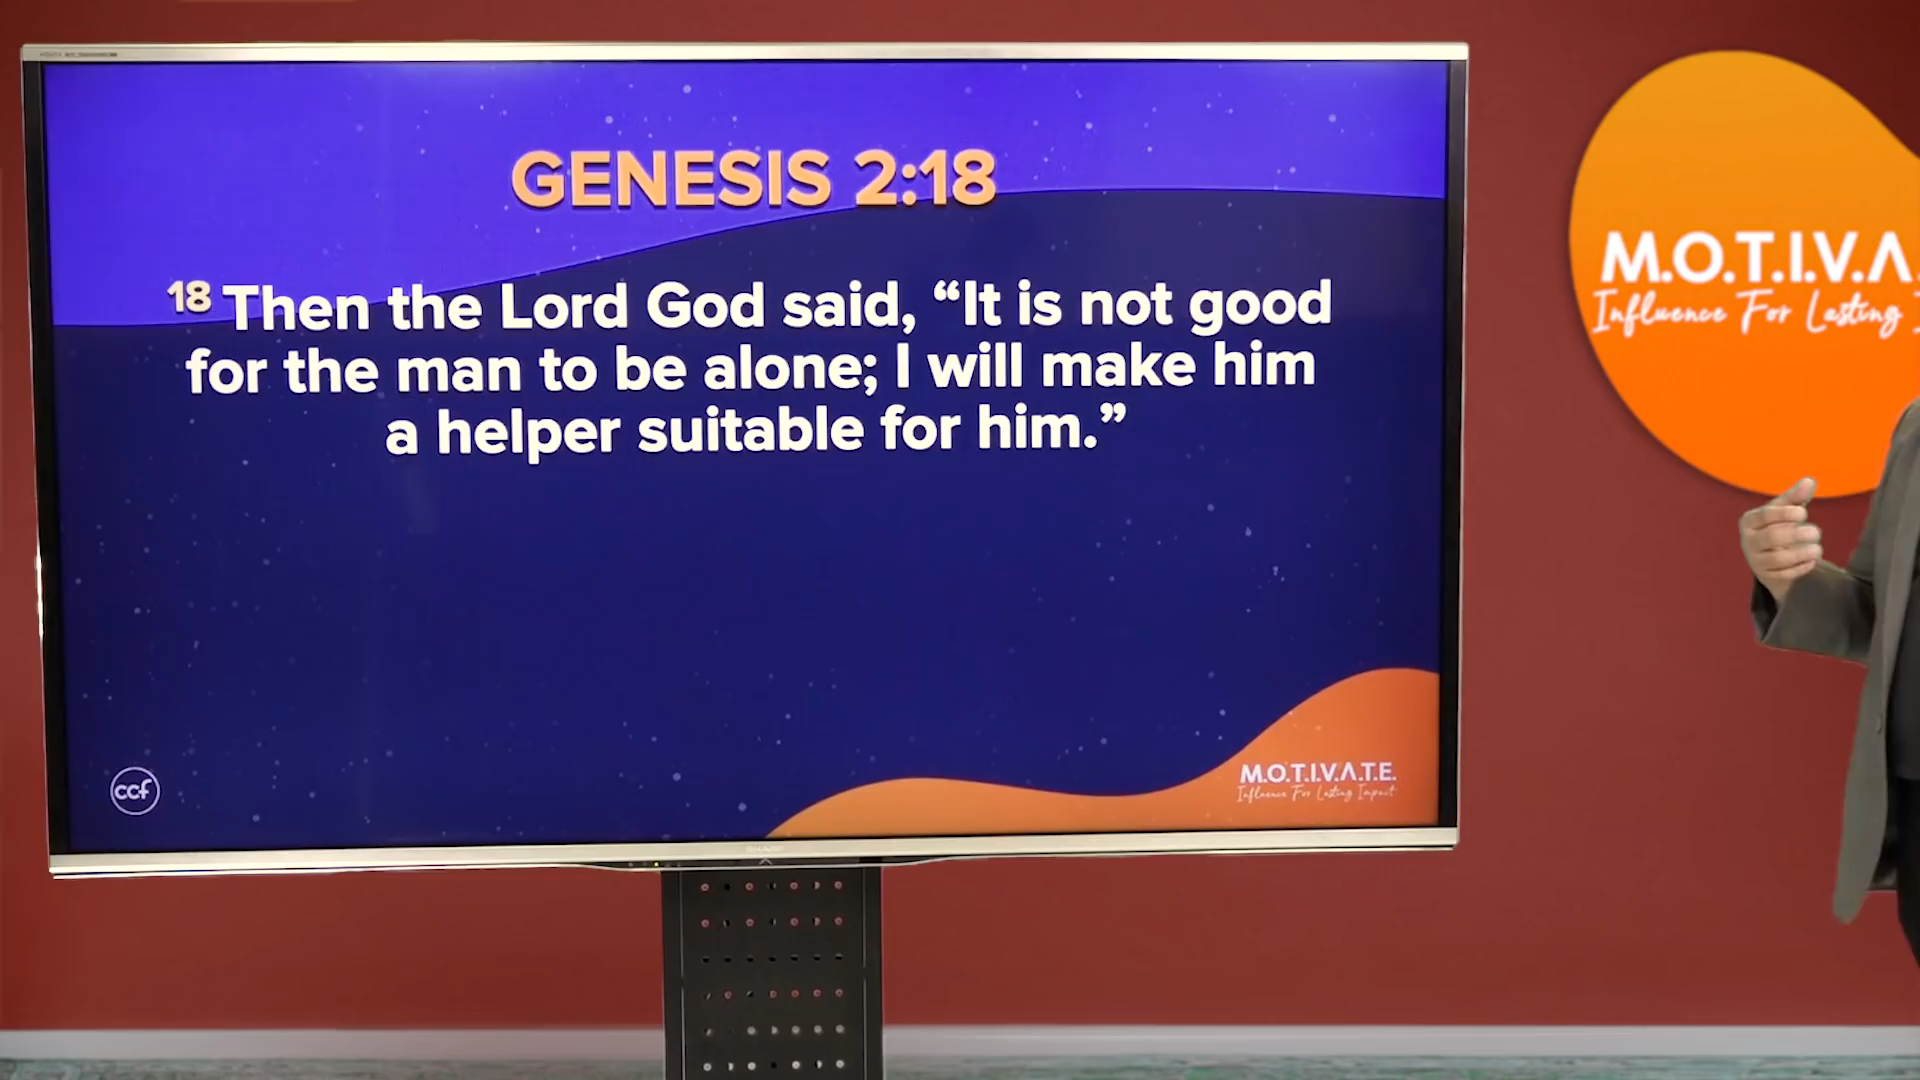 GENESIS 2:18
18 Then the Lord God said, “It is not good
for the man to be alone; I will make him
a helper suitable for him.”
ccf
M.O.T.I.V.A.T.E.
Influence For Lasting Impact
M.O.T.I.V.A.
Influence For Lasting I